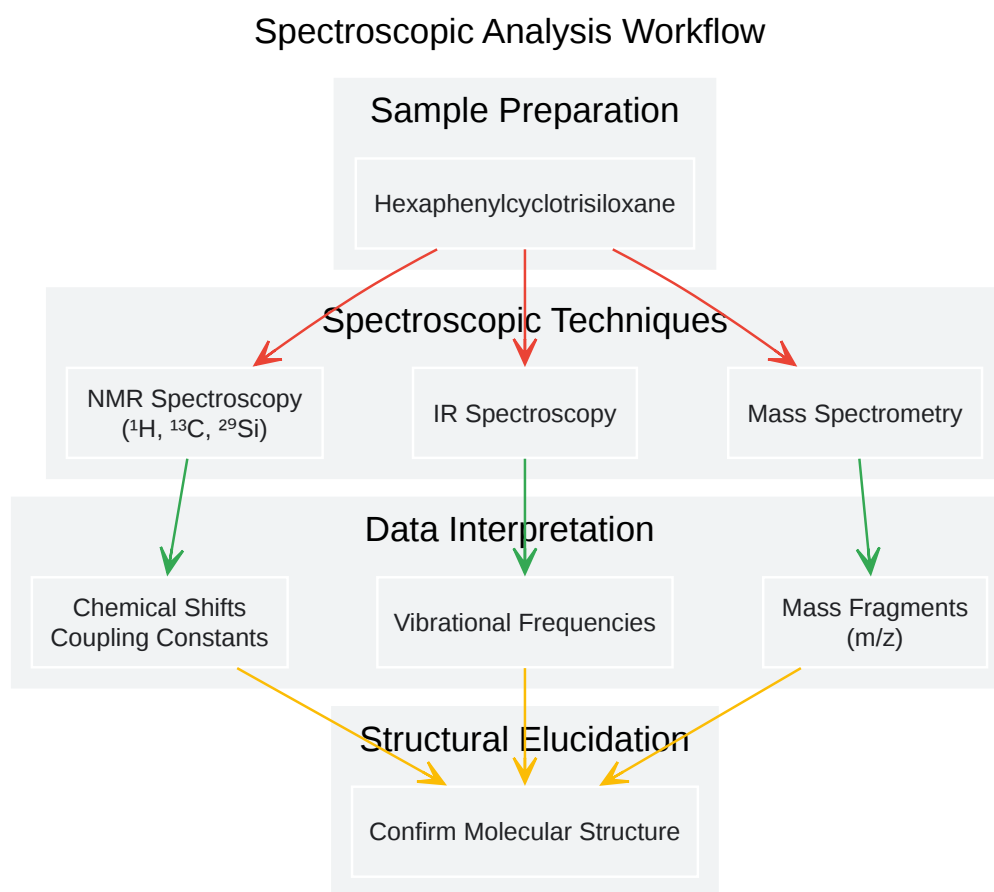 Spectroscopic Analysis Workflow
Sample Preparation
Hexaphenylcyclotrisiloxane
Spectroscopic Techniques
NMR Spectroscopy
(¹H, ¹³C, ²⁹Si)
IR Spectroscopy
Mass Spectrometry
Data Interpretation
Chemical Shifts
Coupling Constants
Vibrational Frequencies
Mass Fragments
(m/z)
Structural Elucidation
Confirm Molecular Structure